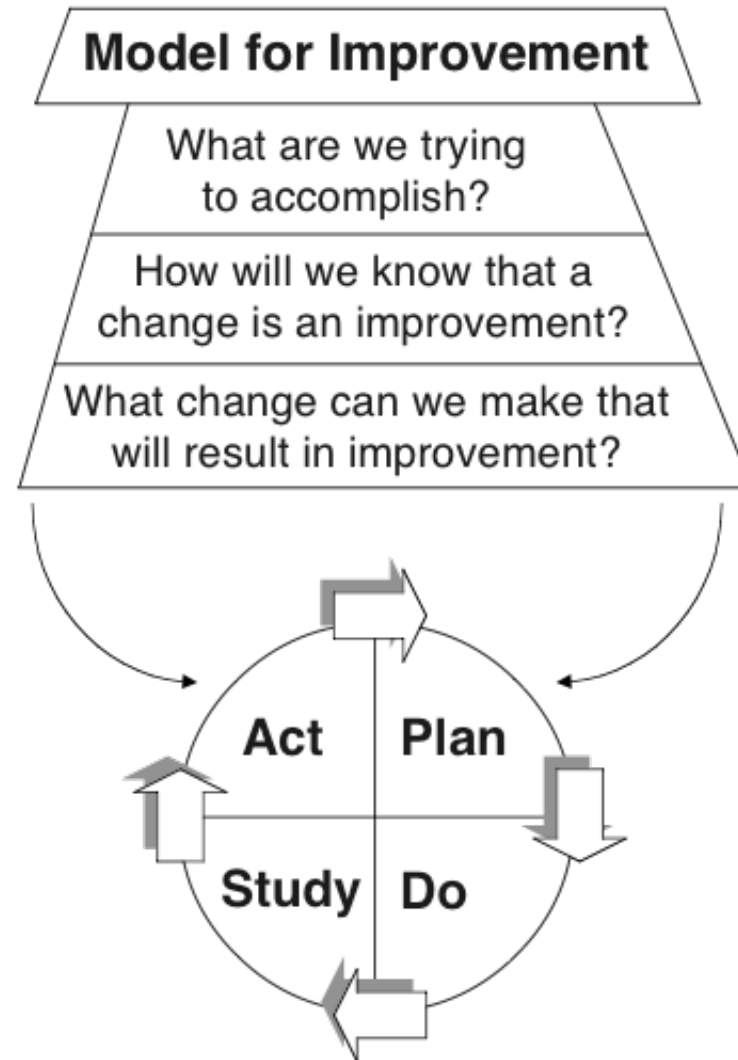 Model for Improvement
What are we trying
to accomplish?
How will we know that a
change is an improvement?
What change can we make that
will result in improvement?
Act
Plan
Study
Do